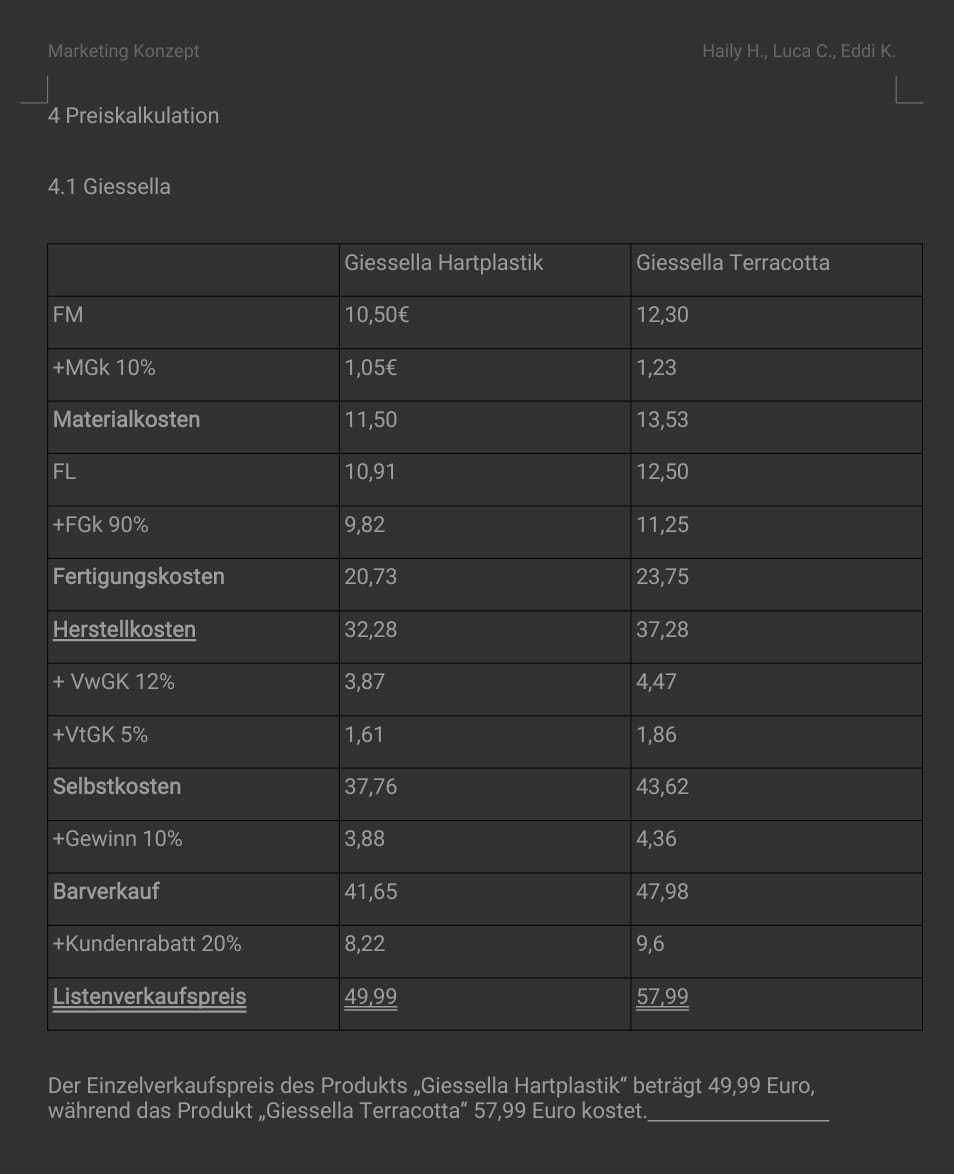 Marketing Konzept Haily H., Luca C., Eddi K.
4 Preiskalkulation
4.1 Giessella
Giessella Hartplastik Giessella Terracotta
FM 10,50€ 12,30
+MGk 10% 1,05€ 1,23
Materialkosten 11,50 13,53
FL 10,91 12,50
+FGk 90% 9,82 11,25
Fertigungskosten 20,73 23,75
Herstellkosten 32,28 37,28
+ VwGK 12% 3,87 4,47
+VtGK 5% 1,61 1,86
Selbstkosten 37,76 43,62
+Gewinn 10% 3,88 4,36
Barverkauf 41,65 47,98
+Kundenrabatt 20% 8,22 9,6
Listenverkaufspreis 49,99 57,99
Der Einzelverkaufspreis des Produkts „Giessella Hartplastik“ beträgt 49,99 Euro,
während das Produkt „Giessella Terracotta“ 57,99 Euro kostet.